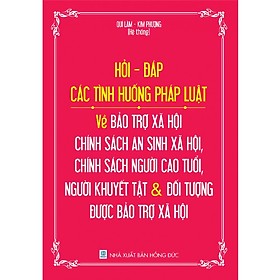 QUÍ LÂM - KIM PHƯỢNG
(Hệ thống)
HỎI - ĐÁP
CÁC TÌNH HUỐNG PHÁP LUẬT
Về BẢO TRỢ XÃ HỘI
CHÍNH SÁCH AN SINH XÃ HỘI,
CHÍNH SÁCH NGƯỜI CAO TUỔI,
NGƯỜI KHUYẾT TẬT & ĐỐI TƯỢNG
ĐƯỢC BẢO TRỢ XÃ HỘI
NHÀ XUẤT BẢN HỒNG ĐỨC